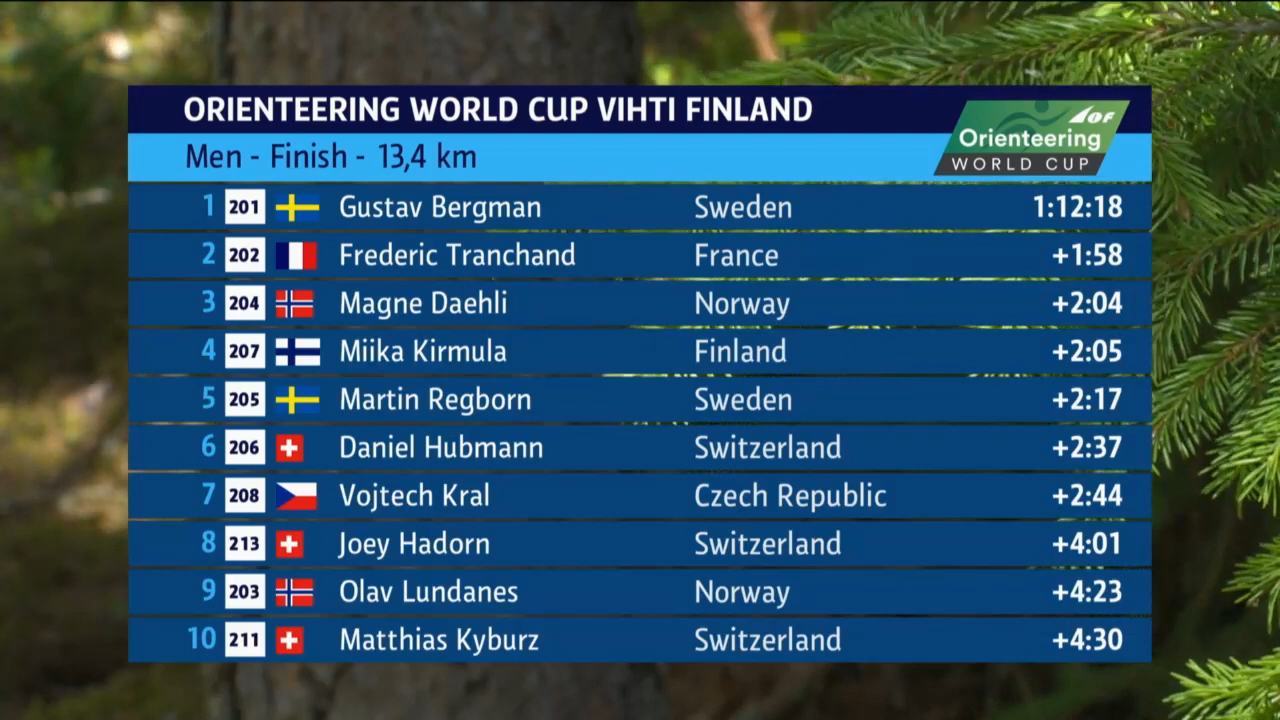 ORIENTEERING WORLD CUP VIHTI FINLAND
Men - Finish - 13,4 km
IOF
Orienteering
WORLD CUP
1 201 Gustav Bergman Sweden 1:12:18
2 202 Frederic Tranchand France +1:58
3 204 Magne Daehli Norway +2:04
4 207 Miika Kirmula Finland +2:05
5 205 Martin Regborn Sweden +2:17
6 206 Daniel Hubmann Switzerland +2:37
7 208 Vojtech Kral Czech Republic +2:44
8 213 Joey Hadorn Switzerland +4:01
9 203 Olav Lundanes Norway +4:23
10 211 Matthias Kyburz Switzerland +4:30